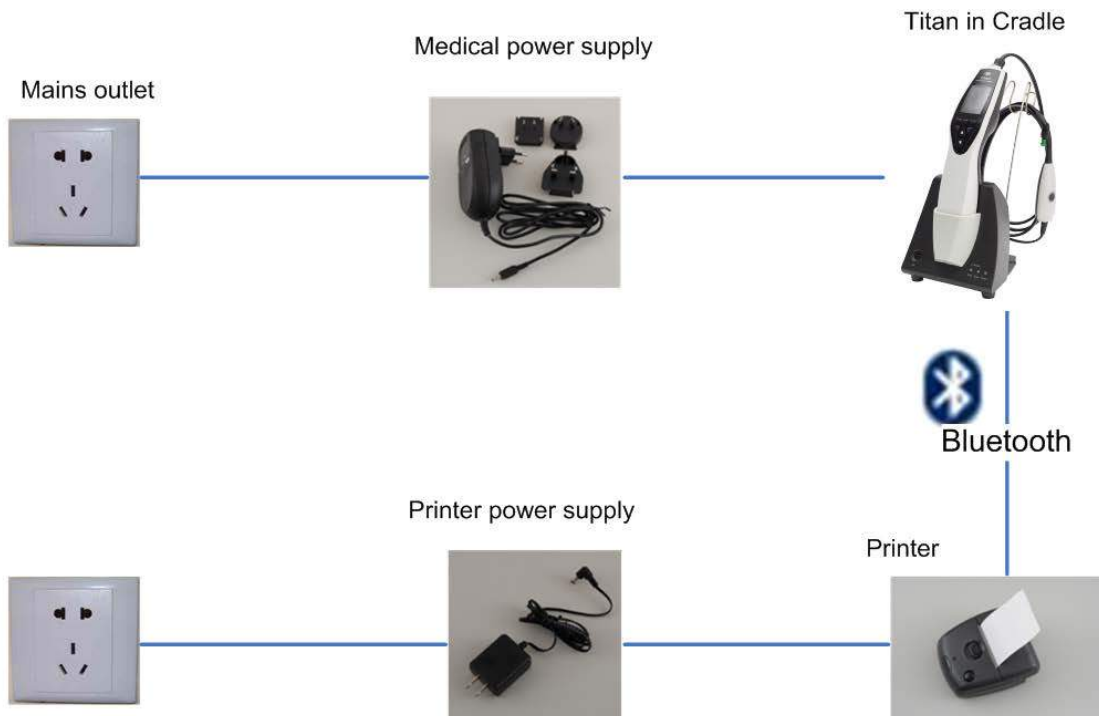 Titan in Cradle
Medical power supply
Mains outlet
Bluetooth
Printer power supply
Printer